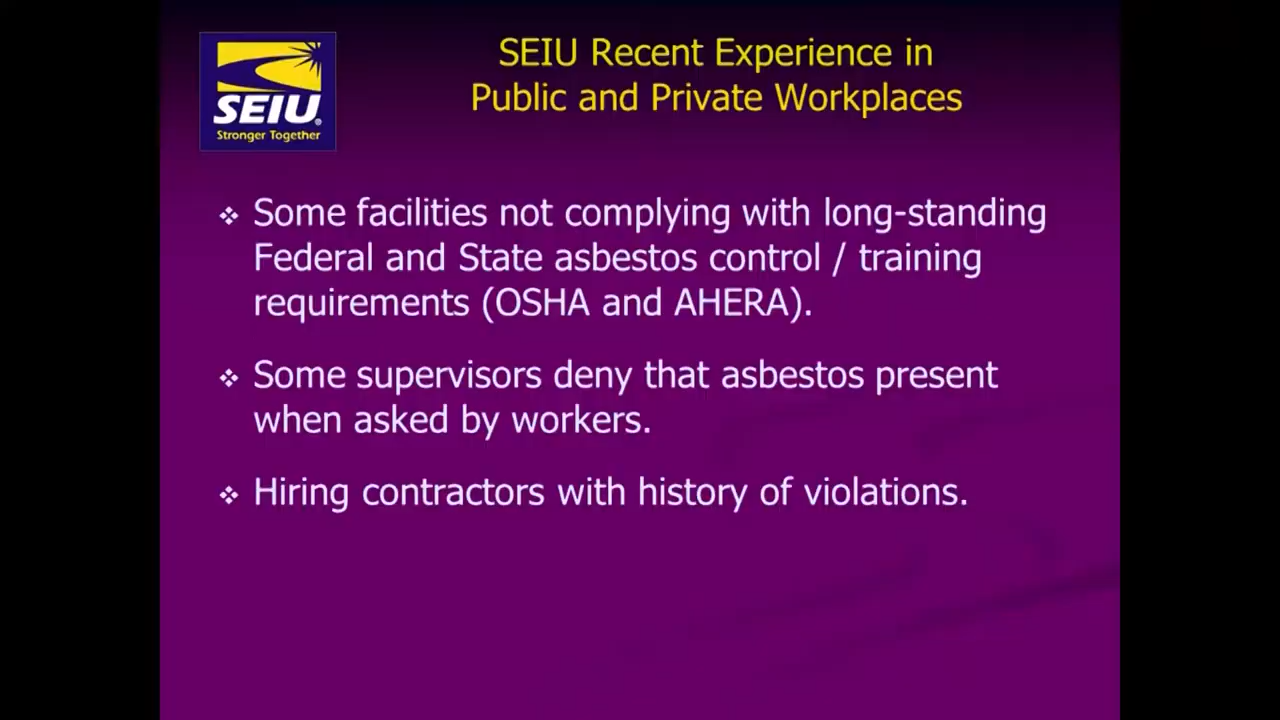 SEIU®
Stronger Together
SEIU Recent Experience in
Public and Private Workplaces
❖ Some facilities not complying with long-standing
Federal and State asbestos control / training
requirements (OSHA and AHERA).
❖ Some supervisors deny that asbestos present
when asked by workers.
❖ Hiring contractors with history of violations.